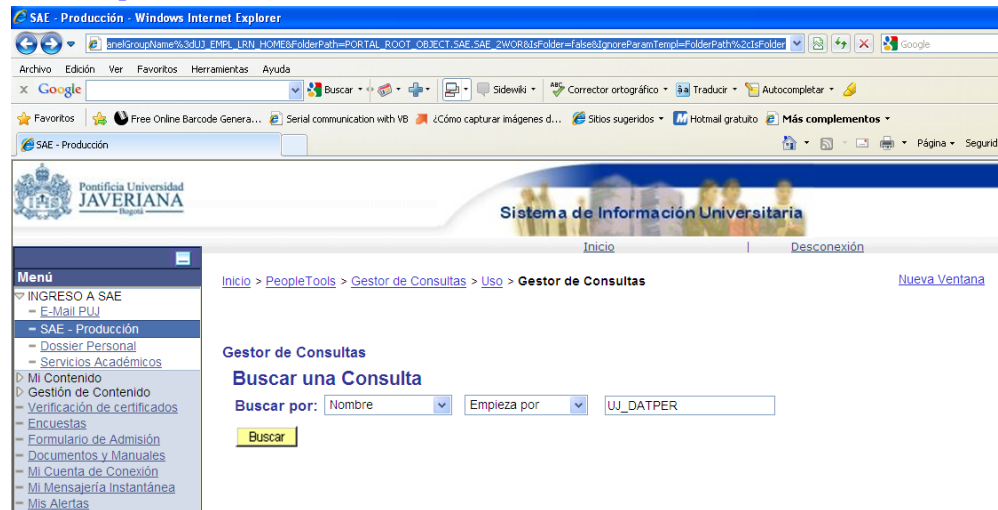 SAE - Producción - Windows Internet Explorer
anelGroupName%3dUJ_EMPL_LRN_HOME&FolderPath=PORTAL_ROOT_OBJECT.SAE.SAE_2WOR&IsFolder=false&IgnoreParamTempl=FolderPath%2cIsFolder Google
Archivo Edición Ver Favoritos Herramientas Ayuda
x Google Buscar Sidewiki ABC Corrector ortográfico aあ Traducir Autocompletar
Favoritos Free Online Barcode Genera... Serial communication with VB ¿Cómo capturar imágenes d... Sitios sugeridos Hotmail gratuito Más complementos
SAE - Producción Página Segurid
Pontificia Universidad
JAVERIANA
Bogotá
Sistema de Información Universitaria
Inicio | Desconexión
Menú
INGRESO A SAE
E-Mail PUJ
SAE - Producción
Dossier Personal
Servicios Académicos
Mi Contenido
Gestión de Contenido
Verificación de certificados
Encuestas
Formulario de Admisión
Documentos y Manuales
Mi Cuenta de Conexión
Mi Mensajería Instantánea
Mis Alertas
Inicio > PeopleTools > Gestor de Consultas > Uso > Gestor de Consultas
Nueva Ventana
Gestor de Consultas
Buscar una Consulta
Buscar por: Nombre Empieza por UJ_DATPER
Buscar